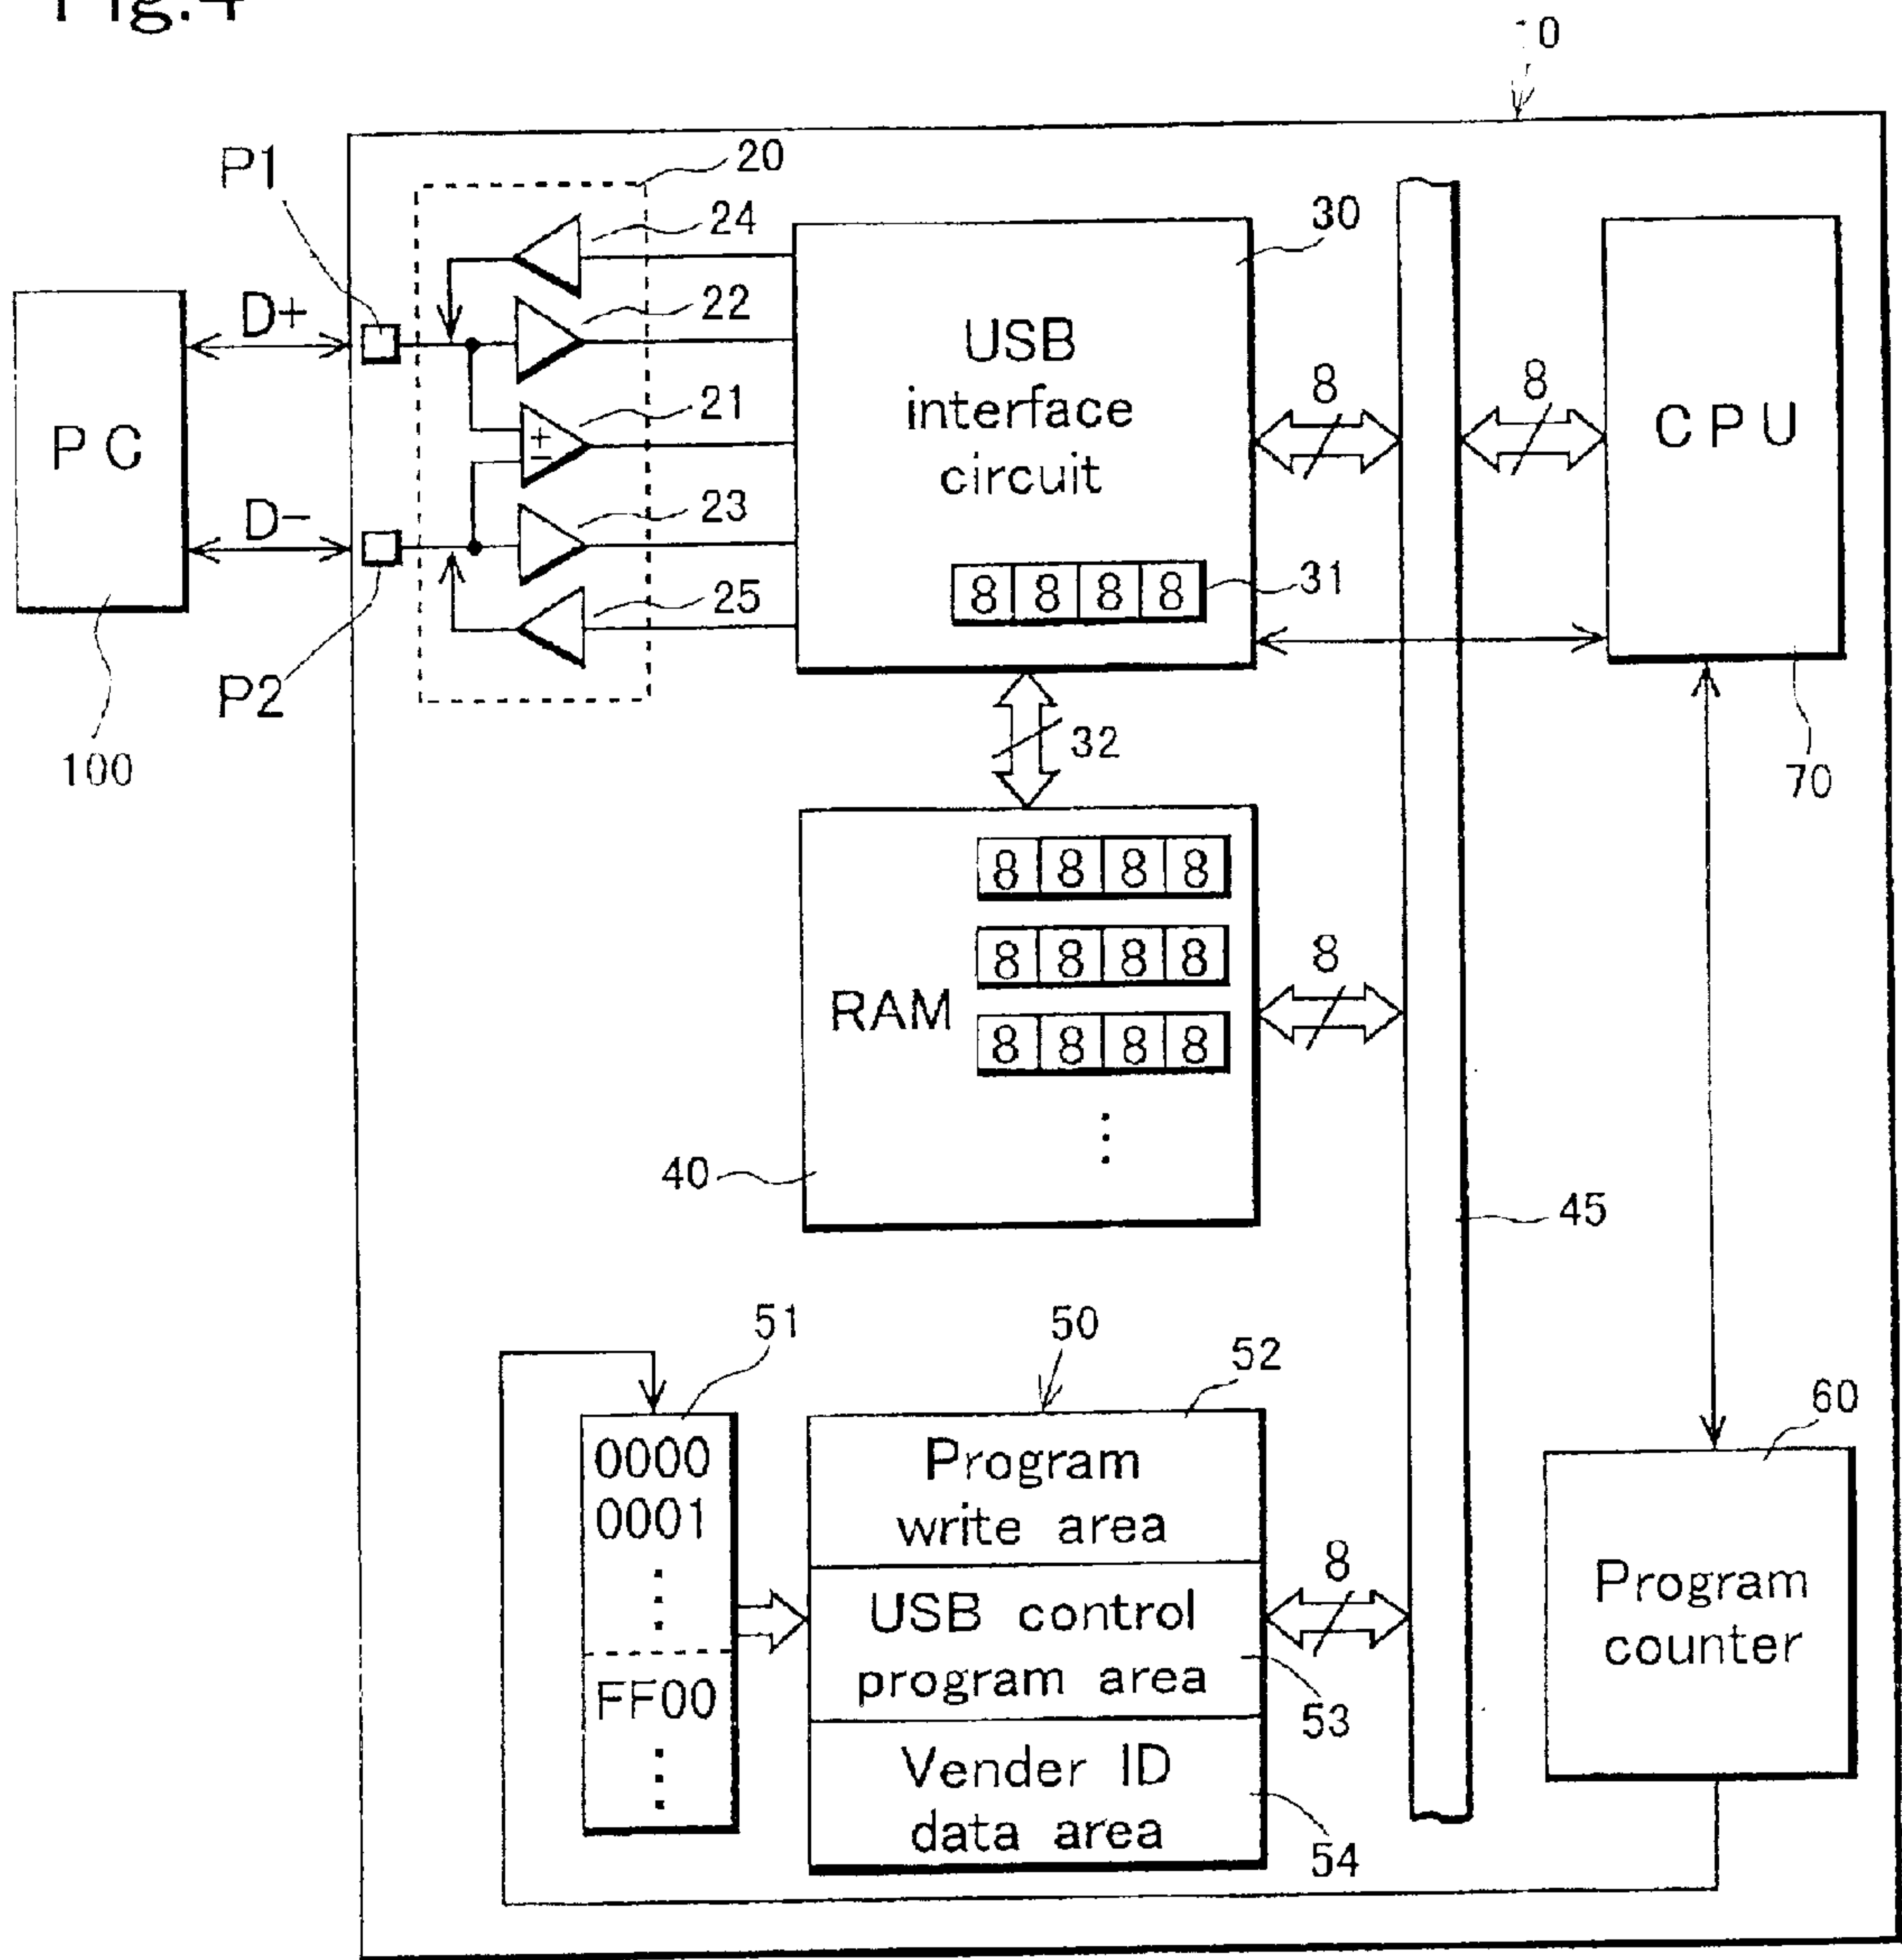 Fig.4
P1
20
24
30
22
D+
USB
interface
circuit
8
8
CPU
PC
21
D-
23
25
8 8 8 8
31
P2
100
32
70
8 8 8 8
8 8 8 8
RAM
8 8 8 8
8
40
45
51
50
52
60
0000
0001
FF00
Program
write area
USB control
program area
Vender ID
data area
8
53
54
Program
counter
+
−